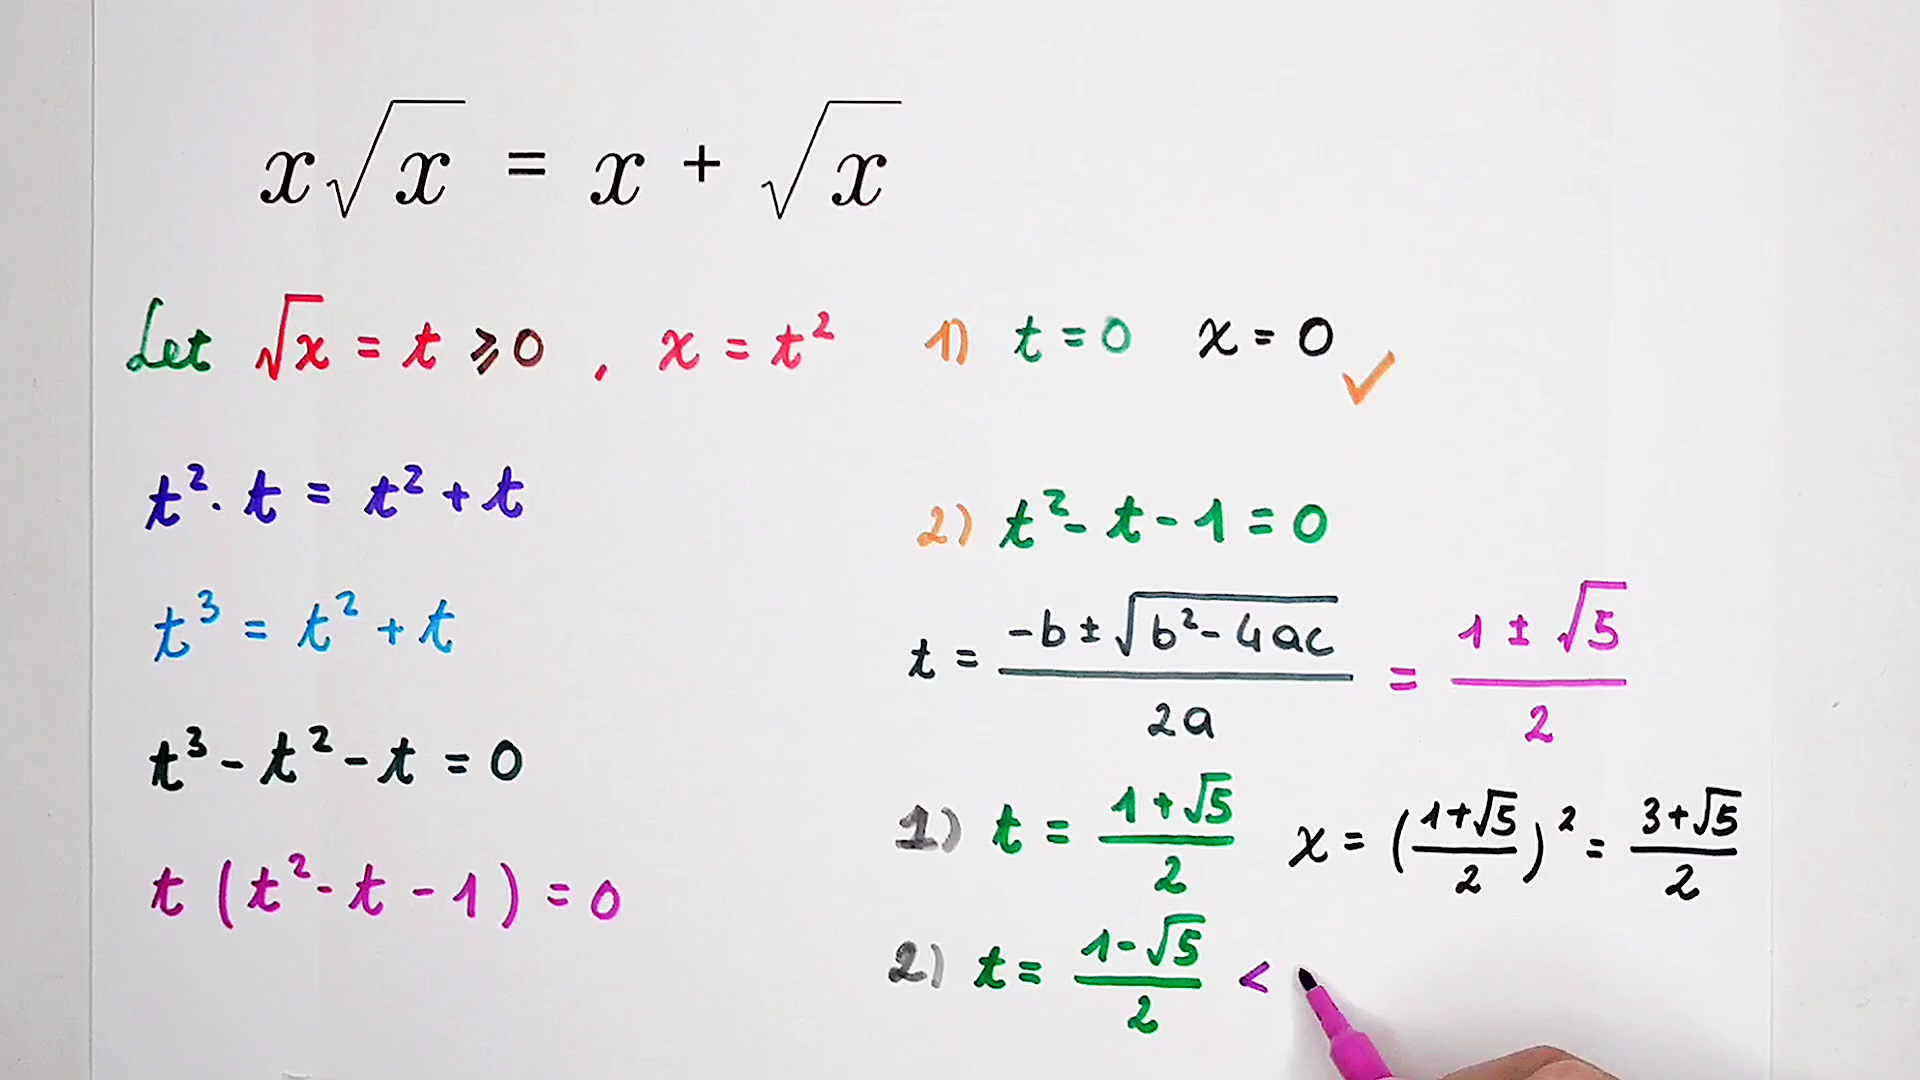 x√x = x + √x
Let √x = t ⩾ 0 , x = t²
t² · t = t² + t
t³ = t² + t
t³ - t² - t = 0
t (t² - t - 1) = 0
1) t = 0 x = 0 ✓
2) t² - t - 1 = 0
t = (-b ± √(b² - 4ac))/(2a) = (1 ± √5)/2
1) t = (1 + √5)/2 x = ((1 + √5)/2)² = (3 + √5)/2
2) t = (1 - √5)/2 <